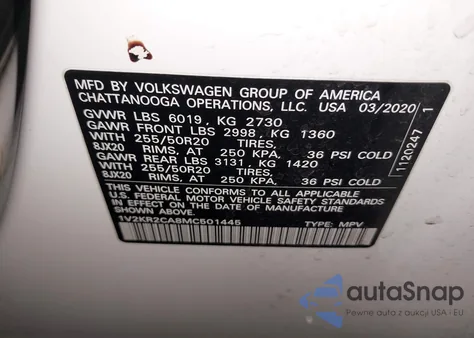 MFD BY VOLKSWAGEN GROUP OF AMERICA
CHATTANOOGA OPERATIONS, LLC. USA 03/2020
GVWR LBS 6019, KG 2730
GAWR FRONT LBS 2998, KG 1360
WITH 255/50R20 TIRES,
8JX20 RIMS, AT 250 KPA, 36 PSI COLD
GAWR REAR LBS 3131, KG 1420
WITH 255/50R20 TIRES,
8JX20 RIMS, AT 250 KPA, 36 PSI COLD
THIS VEHICLE CONFORMS TO ALL APPLICABLE
U.S. FEDERAL MOTOR VEHICLE SAFETY STANDARDS
IN EFFECT ON THE DATE OF MANUFACTURE
SHOWN ABOVE
1V2KR2CA8MC501445 TYPE: MPV
1120247 1
autaSnap
Pewne auta z aukcji USA i EU